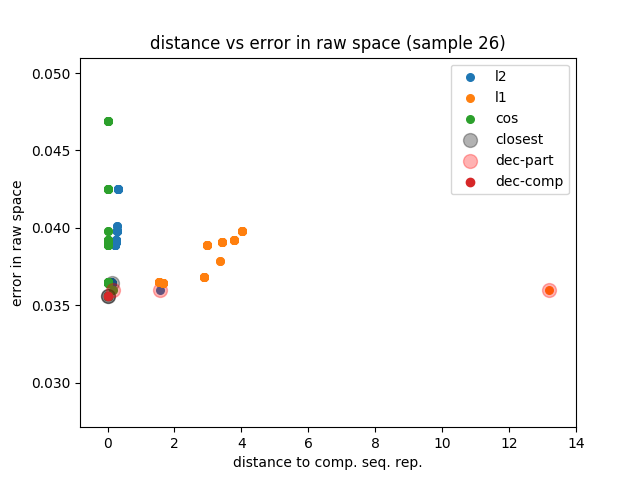 distance vs error in raw space (sample 26)
0.050
0.045
0.040
0.035
0.030
error in raw space
l2
l1
cos
closest
dec-part
dec-comp
0 2 4 6 8 10 12 14
distance to comp. seq. rep.